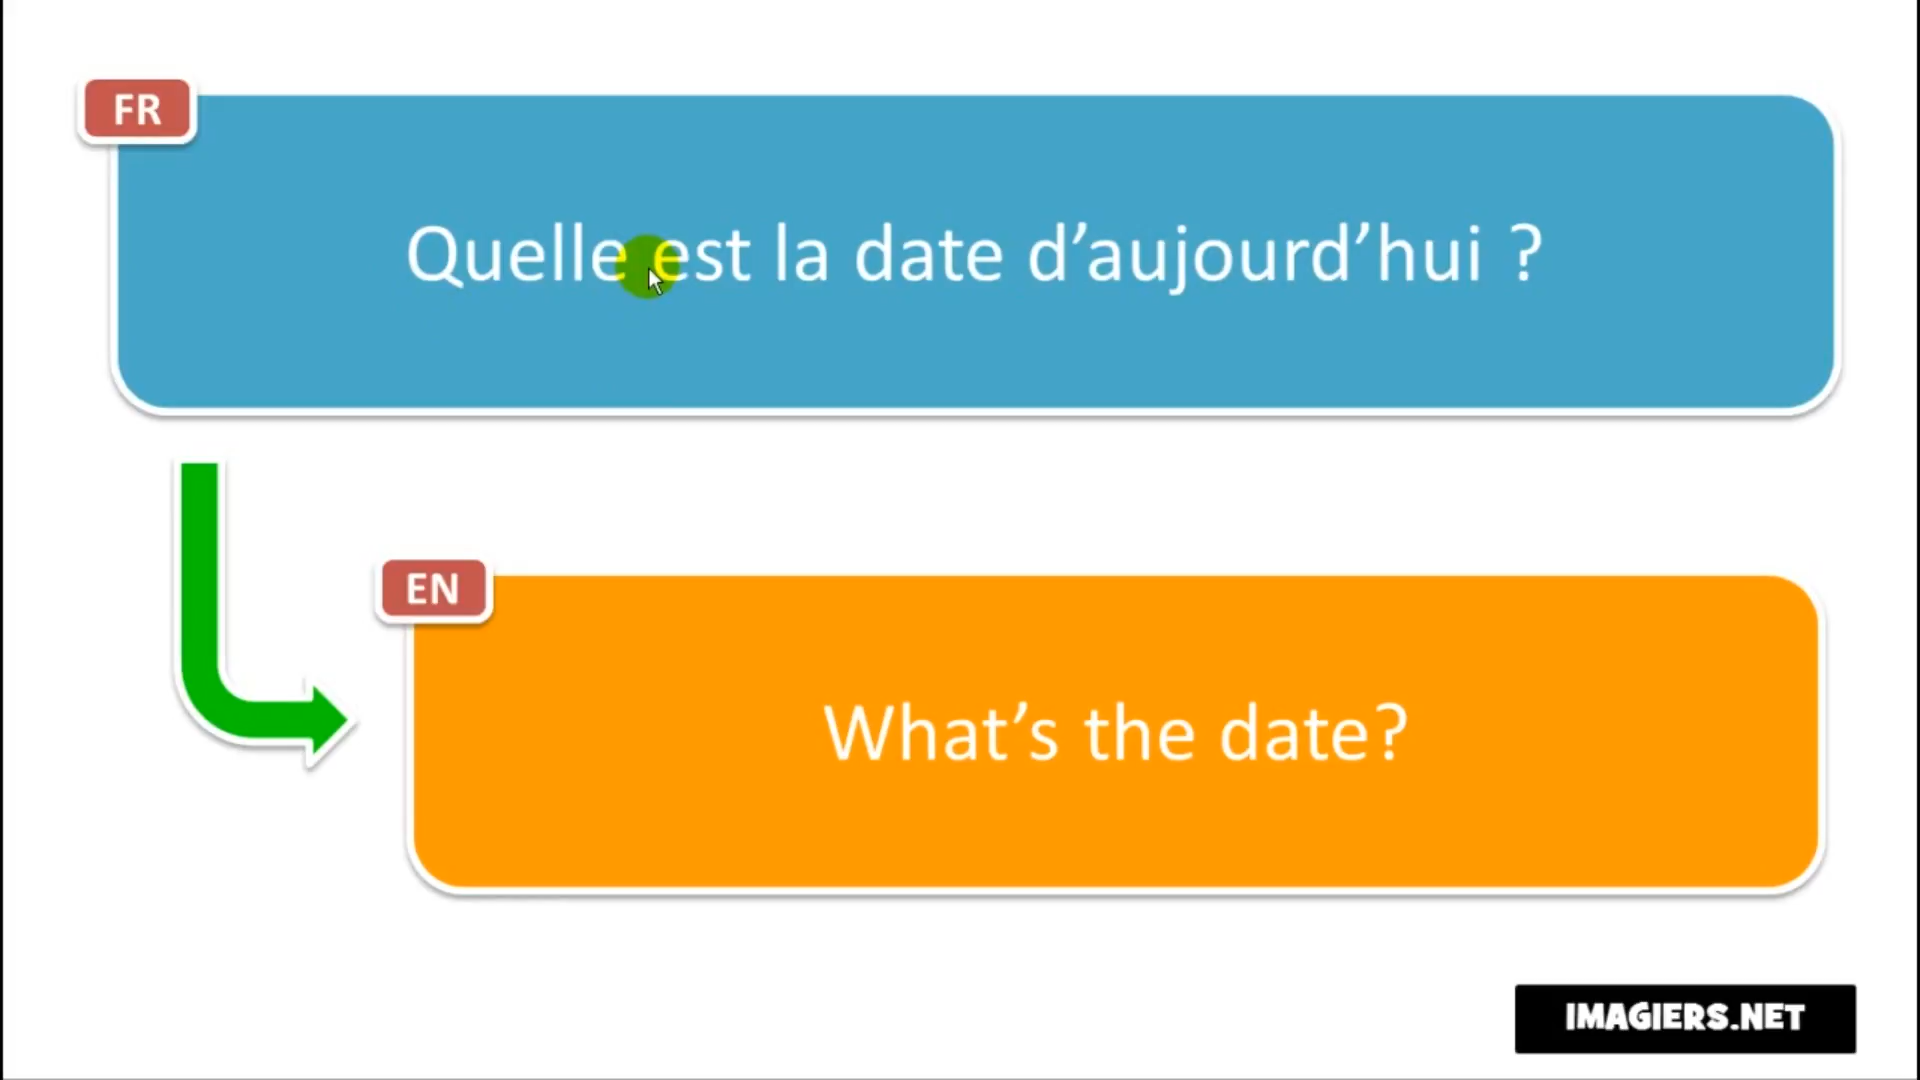 FR
Quelle est la date d’aujourd’hui ?
EN
What’s the date?
IMAGIERS.NET